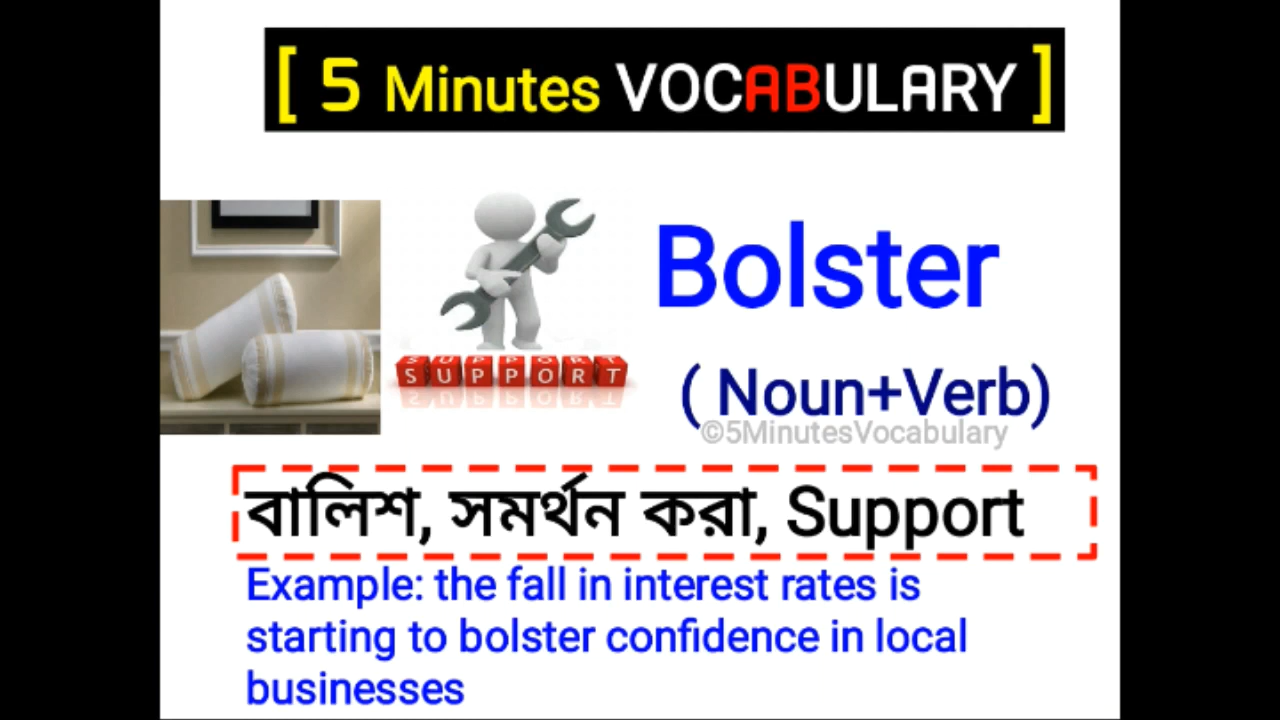 [ 5 Minutes VOCABULARY ]
SUPPORT
Bolster
( Noun+Verb)
©5MinutesVocabulary
বালিশ, সমর্থন করা, Support
Example: the fall in interest rates is
starting to bolster confidence in local
businesses